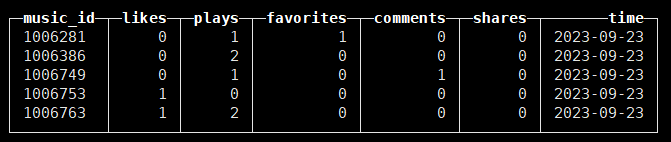 music_id likes plays favorites comments shares time
1006281 0 1 1 0 0 2023-09-23
1006386 0 2 0 0 0 2023-09-23
1006749 0 1 0 1 0 2023-09-23
1006753 1 0 0 0 0 2023-09-23
1006763 1 2 0 0 0 2023-09-23